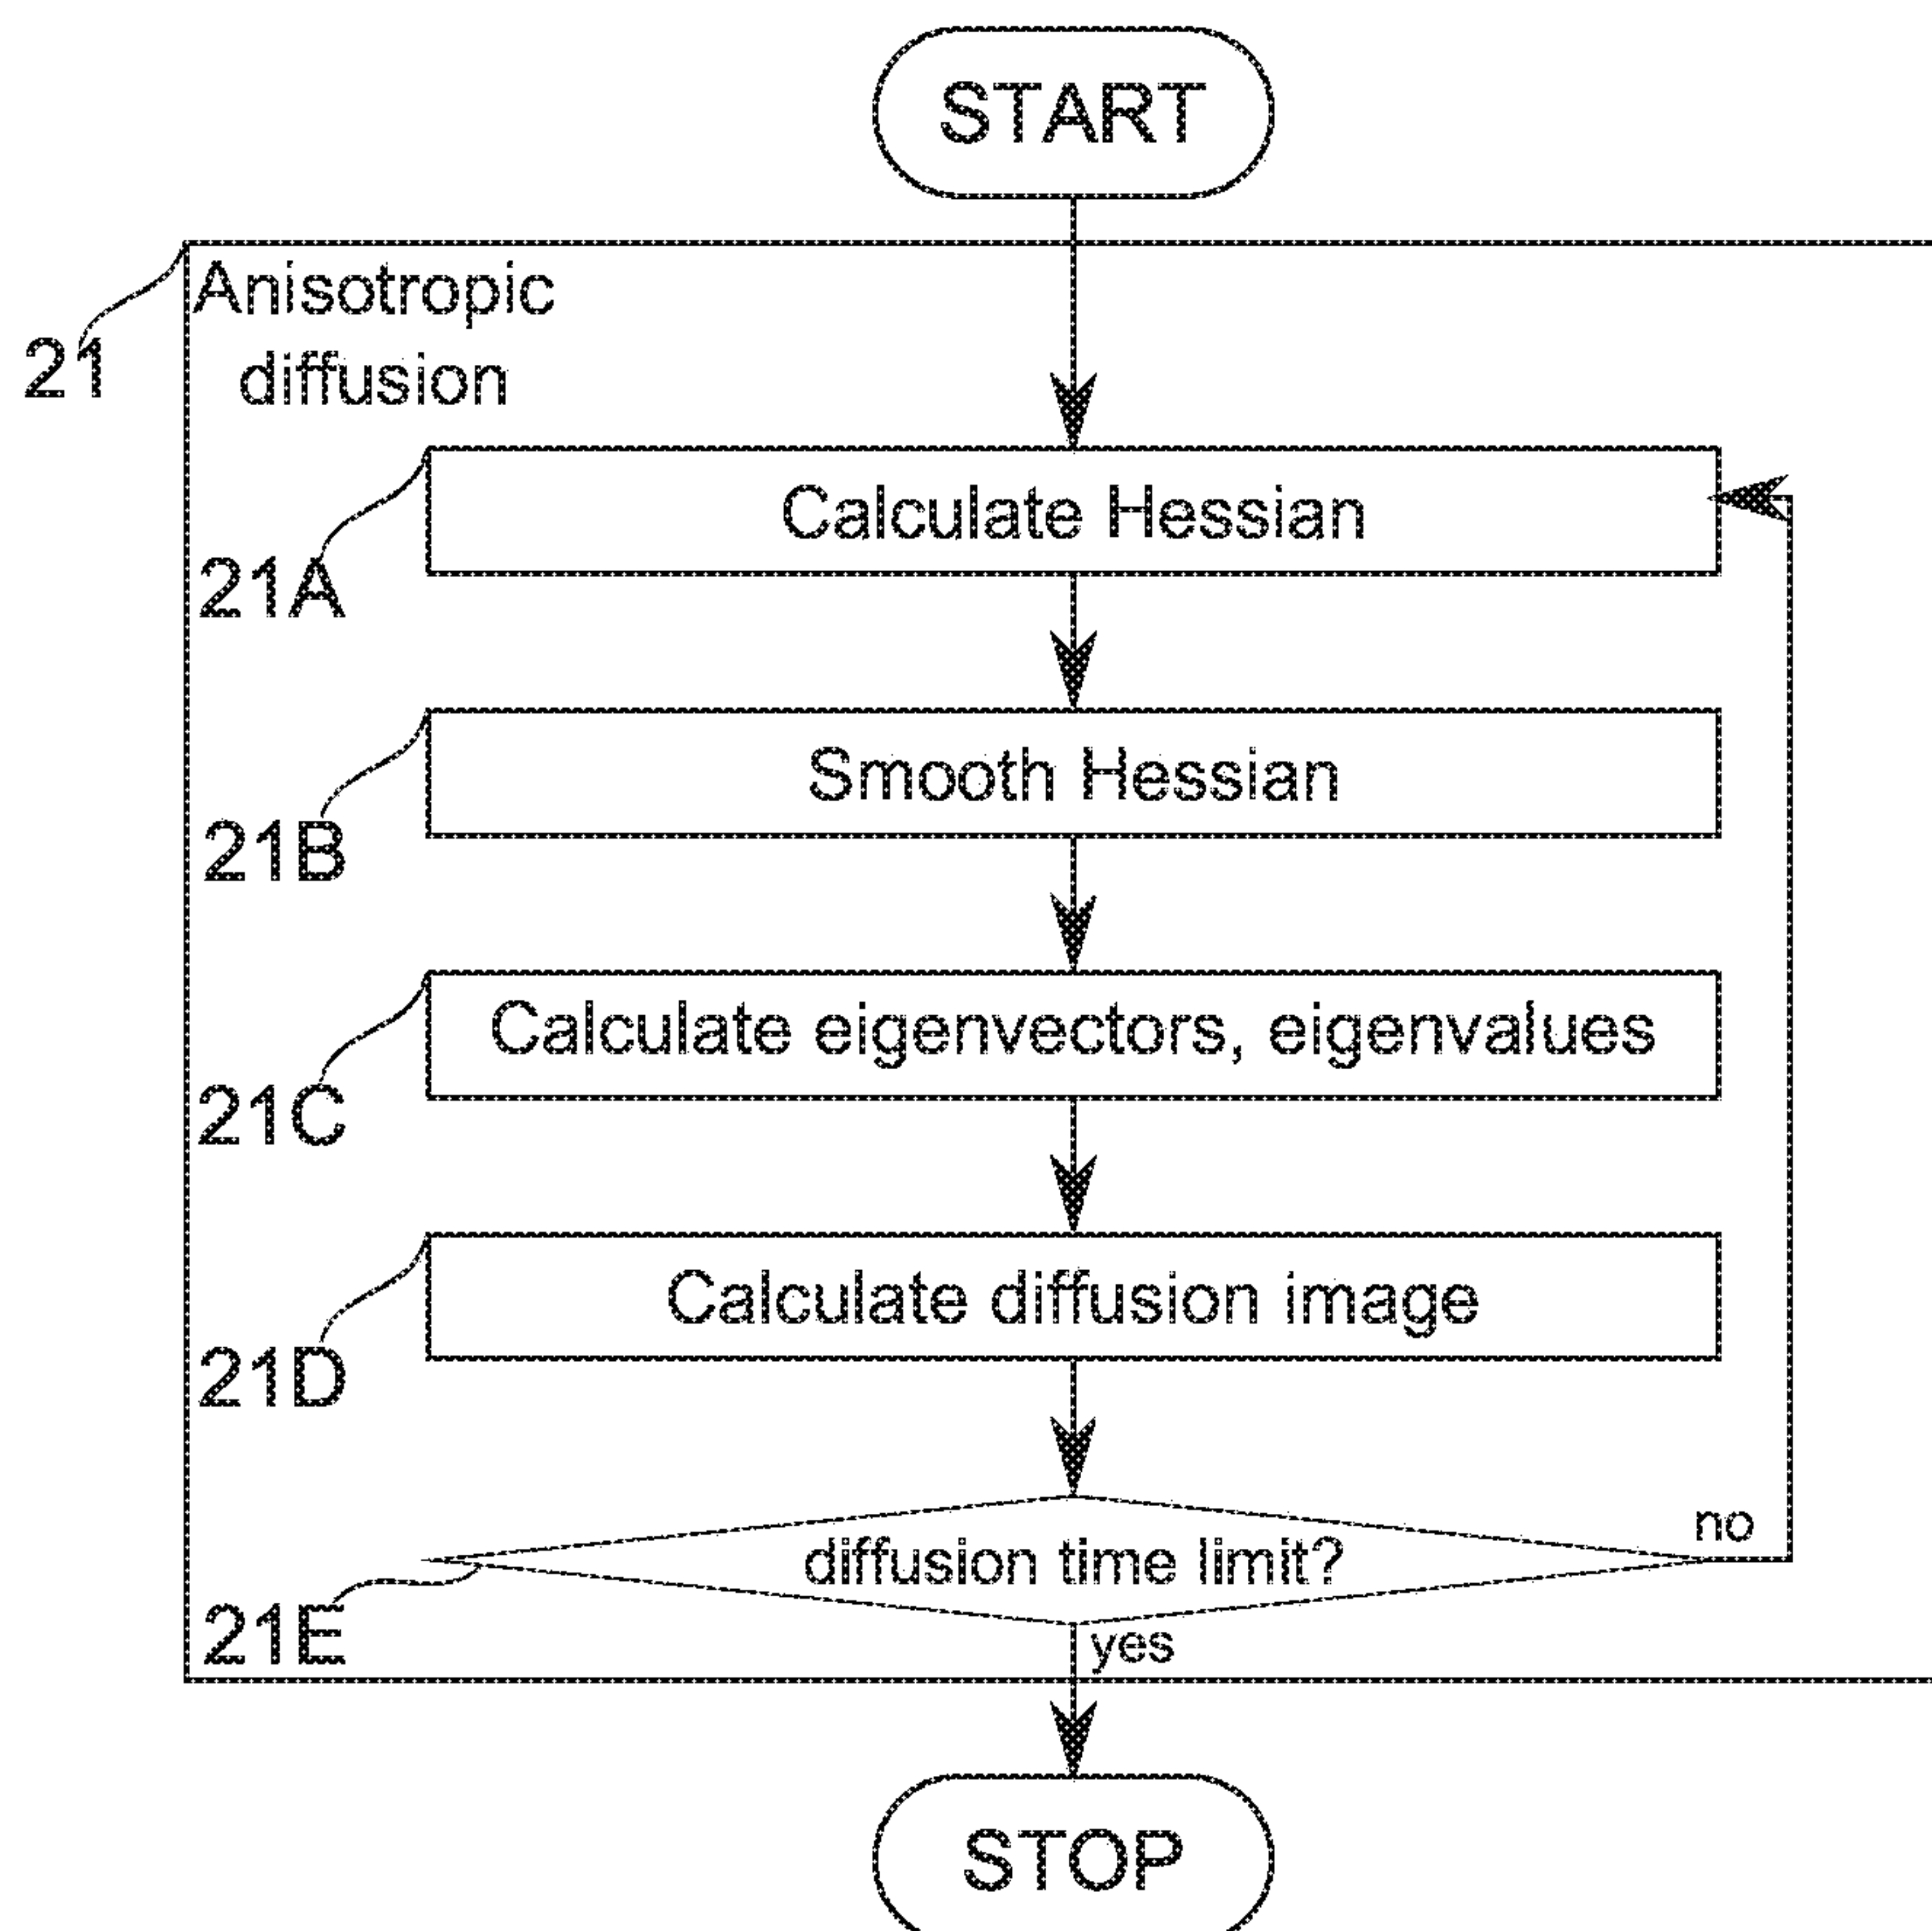 START
Anisotropic
diffusion
21
Calculate Hessian
21A
Smooth Hessian
21B
Calculate eigenvectors, eigenvalues
21C
Calculate diffusion image
21D
no
diffusion time limit?
21E
yes
STOP